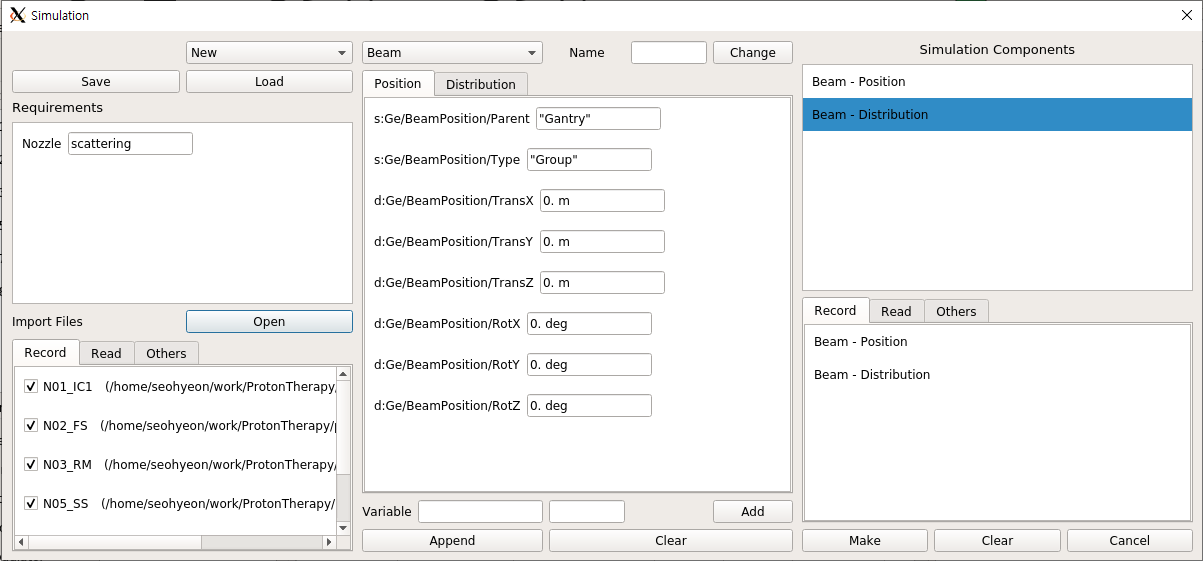 Simulation
New
Beam
Name
Change
Simulation Components
Save
Load
Position
Distribution
Beam - Position
Beam - Distribution
Requirements
Nozzle
scattering
s:Ge/BeamPosition/Parent "Gantry"
s:Ge/BeamPosition/Type "Group"
d:Ge/BeamPosition/TransX 0. m
d:Ge/BeamPosition/TransY 0. m
d:Ge/BeamPosition/TransZ 0. m
d:Ge/BeamPosition/RotX 0. deg
d:Ge/BeamPosition/RotY 0. deg
d:Ge/BeamPosition/RotZ 0. deg
Import Files
Open
Record
Read
Others
N01_IC1 (/home/seohyeon/work/ProtonTherapy/
N02_FS (/home/seohyeon/work/ProtonTherapy/
N03_RM (/home/seohyeon/work/ProtonTherapy/
N05_SS (/home/seohyeon/work/ProtonTherapy/
Record
Read
Others
Beam - Position
Beam - Distribution
Variable
Add
Append
Clear
Make
Clear
Cancel